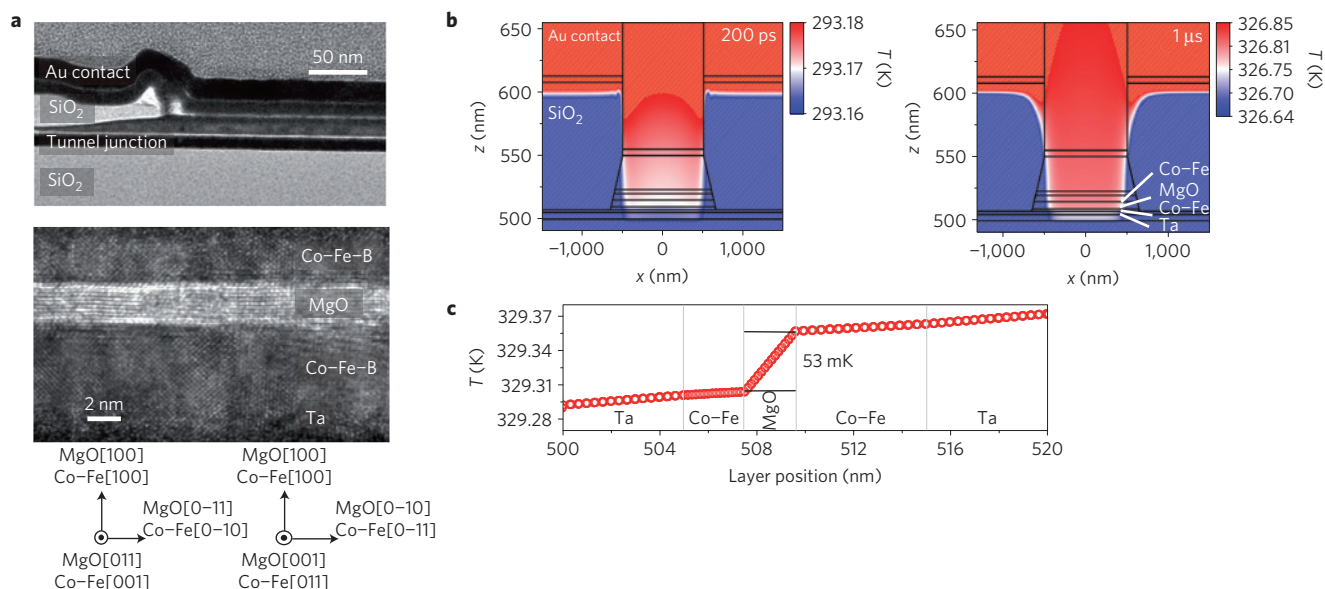 a
Au contact
50 nm
SiO2
Tunnel junction
SiO2
Co–Fe–B
MgO
Co–Fe–B
2 nm
Ta
MgO[100]
Co–Fe[100]
MgO[0–11]
Co–Fe[0–10]
MgO[011]
Co–Fe[001]
MgO[100]
Co–Fe[100]
MgO[0–10]
Co–Fe[0–11]
MgO[001]
Co–Fe[011]
b
Au contact
200 ps
SiO2
z (nm)
650
600
550
500
–1,000
0
1,000
x (nm)
293.18
293.17
293.16
T (K)
1 μs
Co–Fe
MgO
Co–Fe
Ta
z (nm)
650
600
550
500
–1,000
0
1,000
x (nm)
326.85
326.81
326.75
326.70
326.64
T (K)
c
T (K)
329.37
329.34
329.31
329.28
53 mK
Ta
Co–Fe
MgO
Co–Fe
Ta
500
504
508
512
516
520
Layer position (nm)